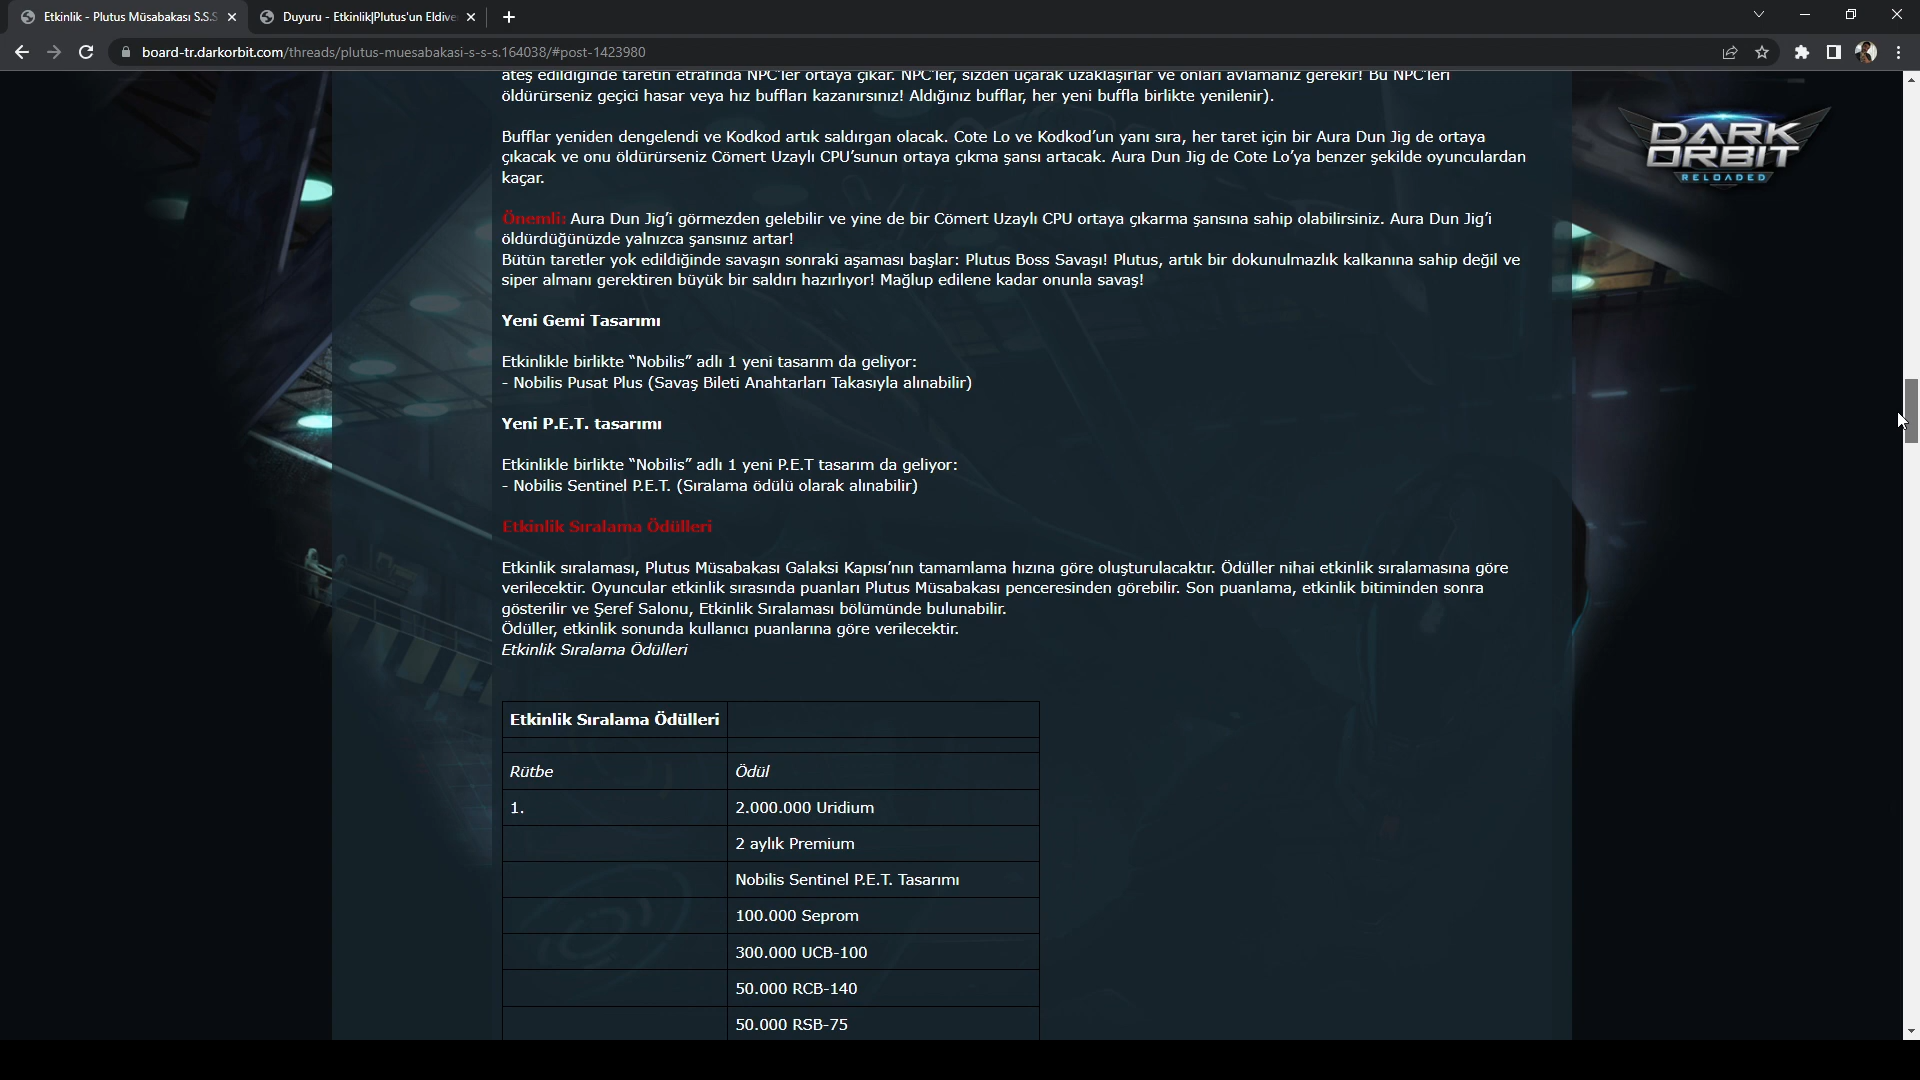 Etkinlik - Plutus Müsabakası S.S.S
Duyuru - Etkinlik|Plutus'un Eldive
board-tr.darkorbit.com/threads/plutus-muesabakasi-s-s-s.164038/#post-1423980
ateş edildiğinde taretin etrafında NPC'ler ortaya çıkar. NPC'ler, sizden uçarak uzaklaşırlar ve onları avlamanız gerekir! Bu NPC'leri
öldürürseniz geçici hasar veya hız buffları kazanırsınız! Aldığınız bufflar, her yeni buffla birlikte yenilenir).
Bufflar yeniden dengelendi ve Kodkod artık saldırgan olacak. Cote Lo ve Kodkod’un yanı sıra, her taret için bir Aura Dun Jig de ortaya
çıkacak ve onu öldürürseniz Cömert Uzaylı CPU’sunun ortaya çıkma şansı artacak. Aura Dun Jig de Cote Lo’ya benzer şekilde oyunculardan
kaçar.
Önemli: Aura Dun Jig’i görmezden gelebilir ve yine de bir Cömert Uzaylı CPU ortaya çıkarma şansına sahip olabilirsiniz. Aura Dun Jig’i
öldürdüğünüzde yalnızca şansınız artar!
Bütün taretler yok edildiğinde savaşın sonraki aşaması başlar: Plutus Boss Savaşı! Plutus, artık bir dokunulmazlık kalkanına sahip değil ve
siper almanı gerektiren büyük bir saldırı hazırlıyor! Mağlup edilene kadar onunla savaş!
Yeni Gemi Tasarımı
Etkinlikle birlikte “Nobilis” adlı 1 yeni tasarım da geliyor:
- Nobilis Pusat Plus (Savaş Bileti Anahtarları Takasıyla alınabilir)
Yeni P.E.T. tasarımı
Etkinlikle birlikte “Nobilis” adlı 1 yeni P.E.T tasarım da geliyor:
- Nobilis Sentinel P.E.T. (Sıralama ödülü olarak alınabilir)
Etkinlik Sıralama Ödülleri
Etkinlik sıralaması, Plutus Müsabakası Galaksi Kapısı’nın tamamlama hızına göre oluşturulacaktır. Ödüller nihai etkinlik sıralamasına göre
verilecektir. Oyuncular etkinlik sırasında puanları Plutus Müsabakası penceresinden görebilir. Son puanlama, etkinlik bitiminden sonra
gösterilir ve Şeref Salonu, Etkinlik Sıralaması bölümünde bulunabilir.
Ödüller, etkinlik sonunda kullanıcı puanlarına göre verilecektir.
Etkinlik Sıralama Ödülleri
Etkinlik Sıralama Ödülleri
Rütbe Ödül
1. 2.000.000 Uridium
2 aylık Premium
Nobilis Sentinel P.E.T. Tasarımı
100.000 Seprom
300.000 UCB-100
50.000 RCB-140
50.000 RSB-75
DARK
ORBIT
RELOADED